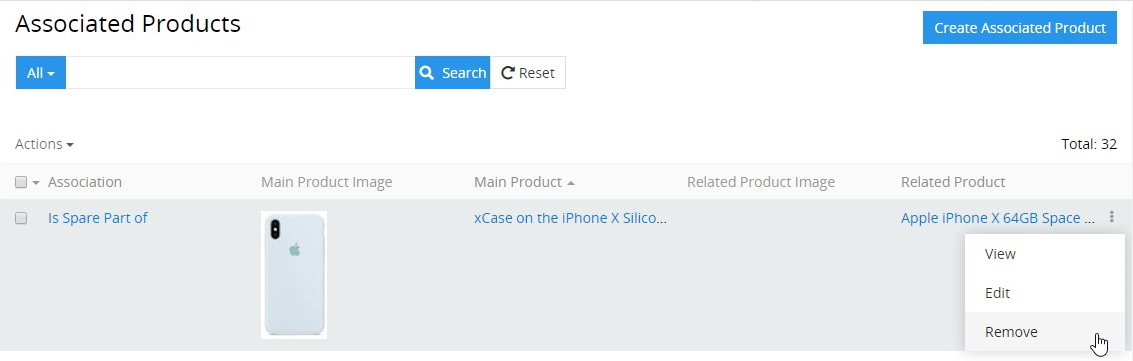 Associated Products
Create Associated Product
All
Search
Reset
Actions
Total: 32
Association Main Product Image Main Product Related Product Image Related Product
Is Spare Part of xCase on the iPhone X Silico... Apple iPhone X 64GB Space ...
View
Edit
Remove